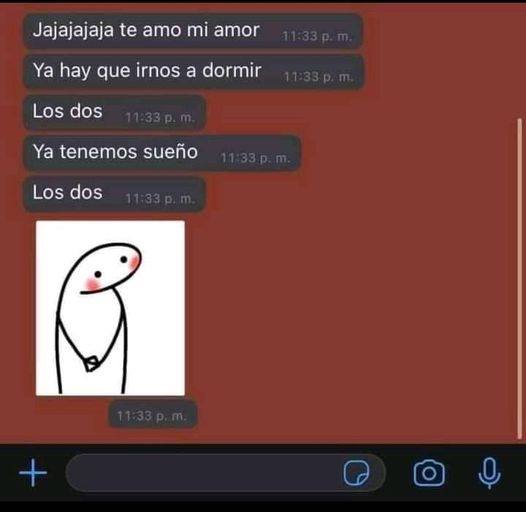 Jajajajaja te amo mi amor 11:33 p. m.
Ya hay que irnos a dormir 11:33 p. m.
Los dos 11:33 p. m.
Ya tenemos sueño 11:33 p. m.
Los dos 11:33 p. m.
11:33 p. m.